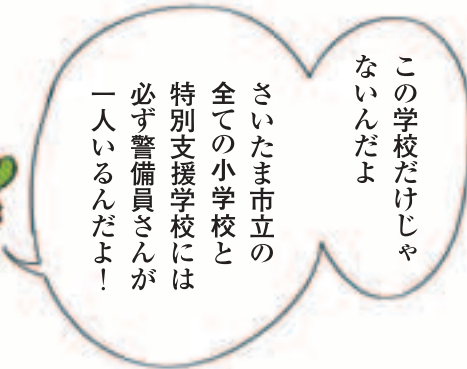 この学校だけじゃ
ないんだよ
さいたま市立の
全ての小学校と
特別支援学校には
必ず警備員さんが
一人いるんだよ！